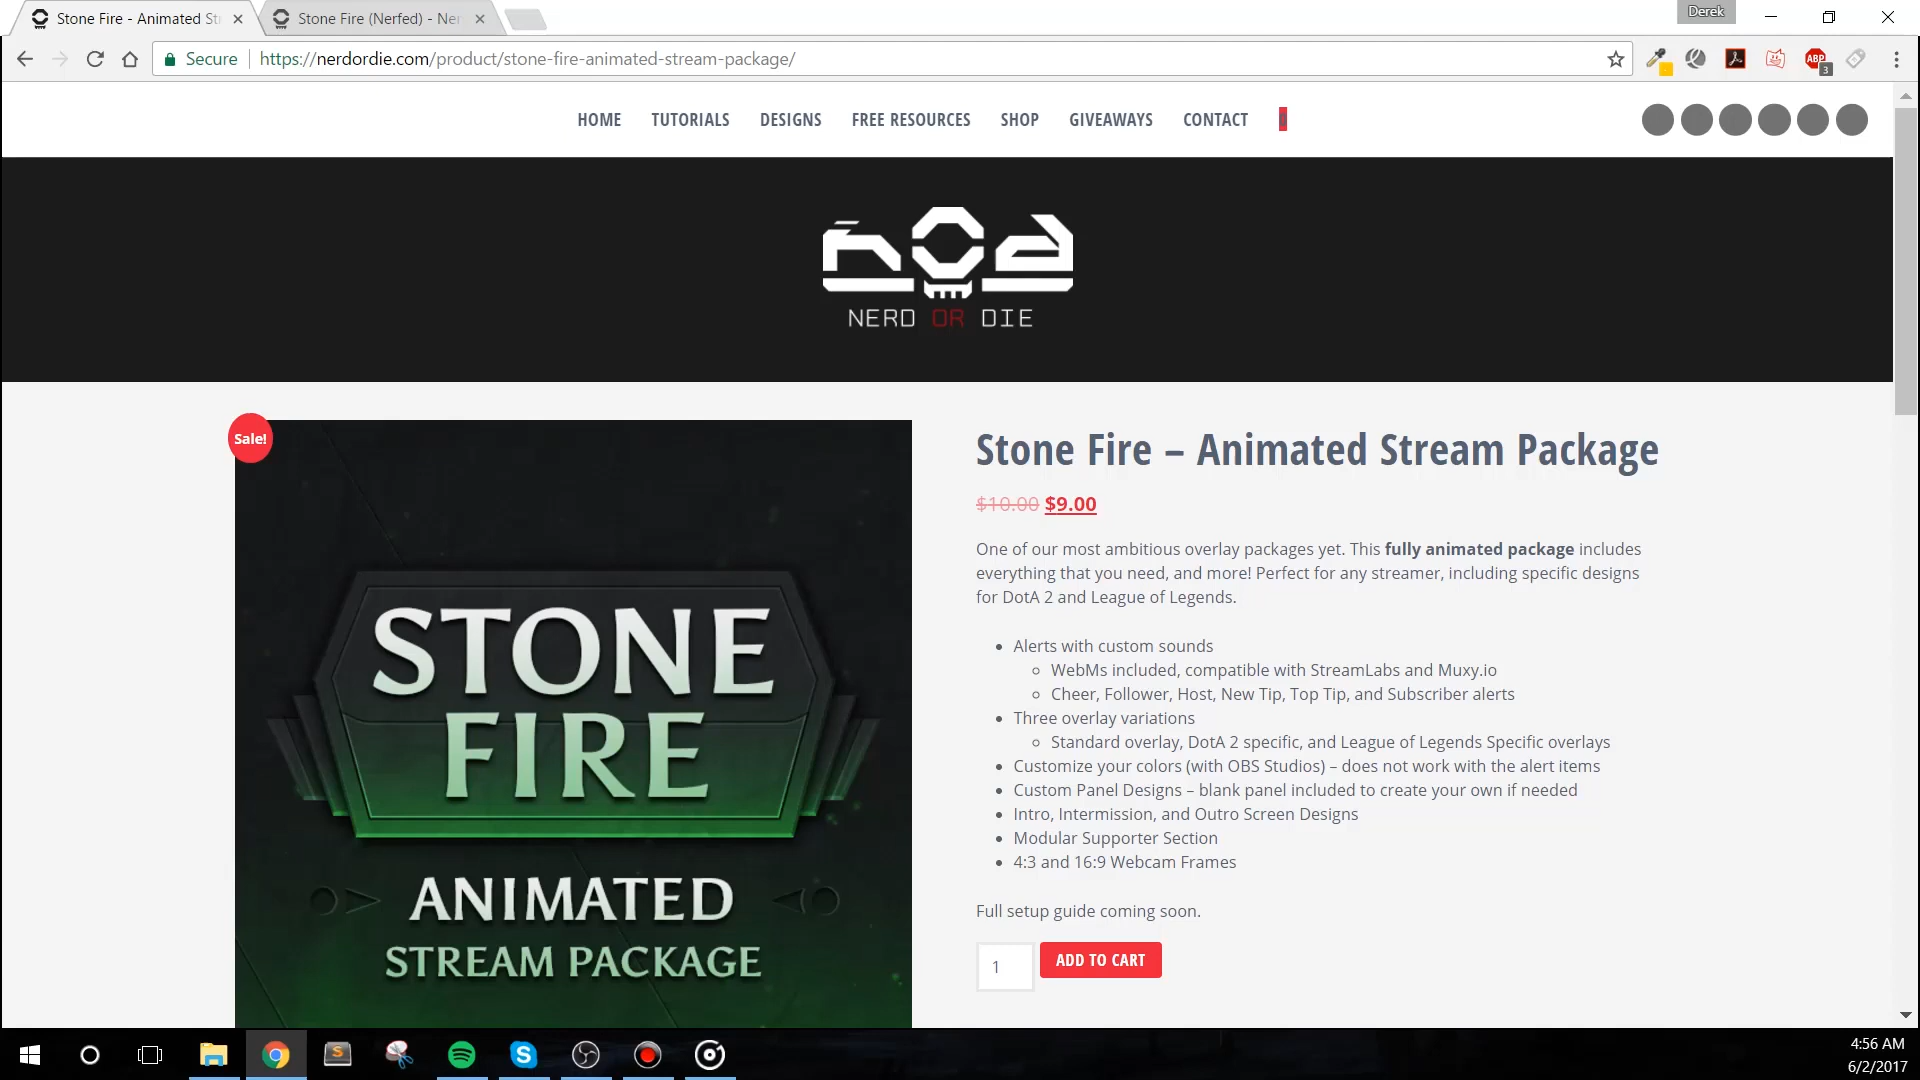 Stone Fire - Animated St
Stone Fire (Nerfed) - Ner
Derek
Secure
https://nerdordie.com/product/stone-fire-animated-stream-package/
ABP
3
HOME
TUTORIALS
DESIGNS
FREE RESOURCES
SHOP
GIVEAWAYS
CONTACT
nOd
NERD OR DIE
Sale!
STONE
FIRE
ANIMATED
STREAM PACKAGE
Stone Fire – Animated Stream Package
$10.00 $9.00
One of our most ambitious overlay packages yet. This fully animated package includes
everything that you need, and more! Perfect for any streamer, including specific designs
for DotA 2 and League of Legends.
Alerts with custom sounds
WebMs included, compatible with StreamLabs and Muxy.io
Cheer, Follower, Host, New Tip, Top Tip, and Subscriber alerts
Three overlay variations
Standard overlay, DotA 2 specific, and League of Legends Specific overlays
Customize your colors (with OBS Studios) – does not work with the alert items
Custom Panel Designs – blank panel included to create your own if needed
Intro, Intermission, and Outro Screen Designs
Modular Supporter Section
4:3 and 16:9 Webcam Frames
Full setup guide coming soon.
1
ADD TO CART
4:56 AM
6/2/2017